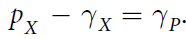 p_X − γ_X = γ_P.